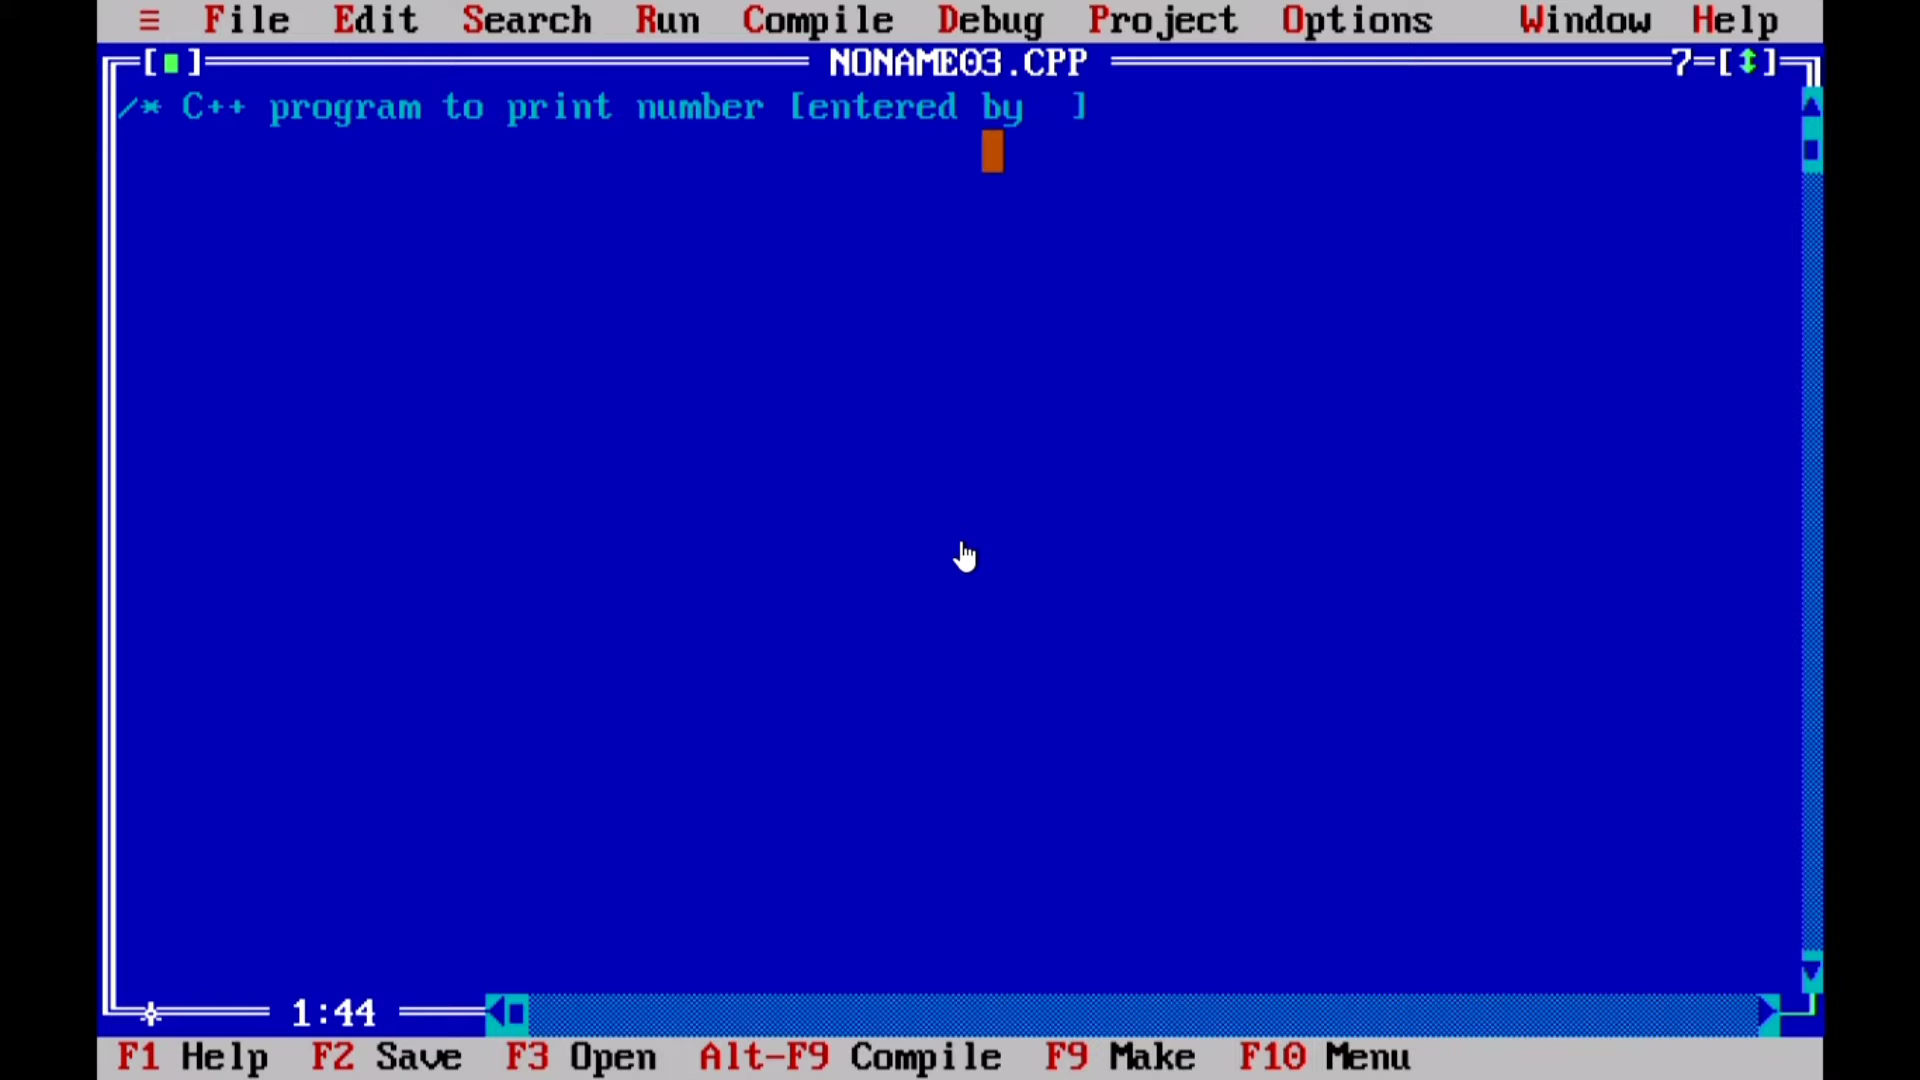 ≡ File Edit Search Run Compile Debug Project Options Window Help
[■] NONAME03.CPP 7=[↕]
/* C++ program to print number [entered by  ]
1:44
F1 Help F2 Save F3 Open Alt-F9 Compile F9 Make F10 Menu